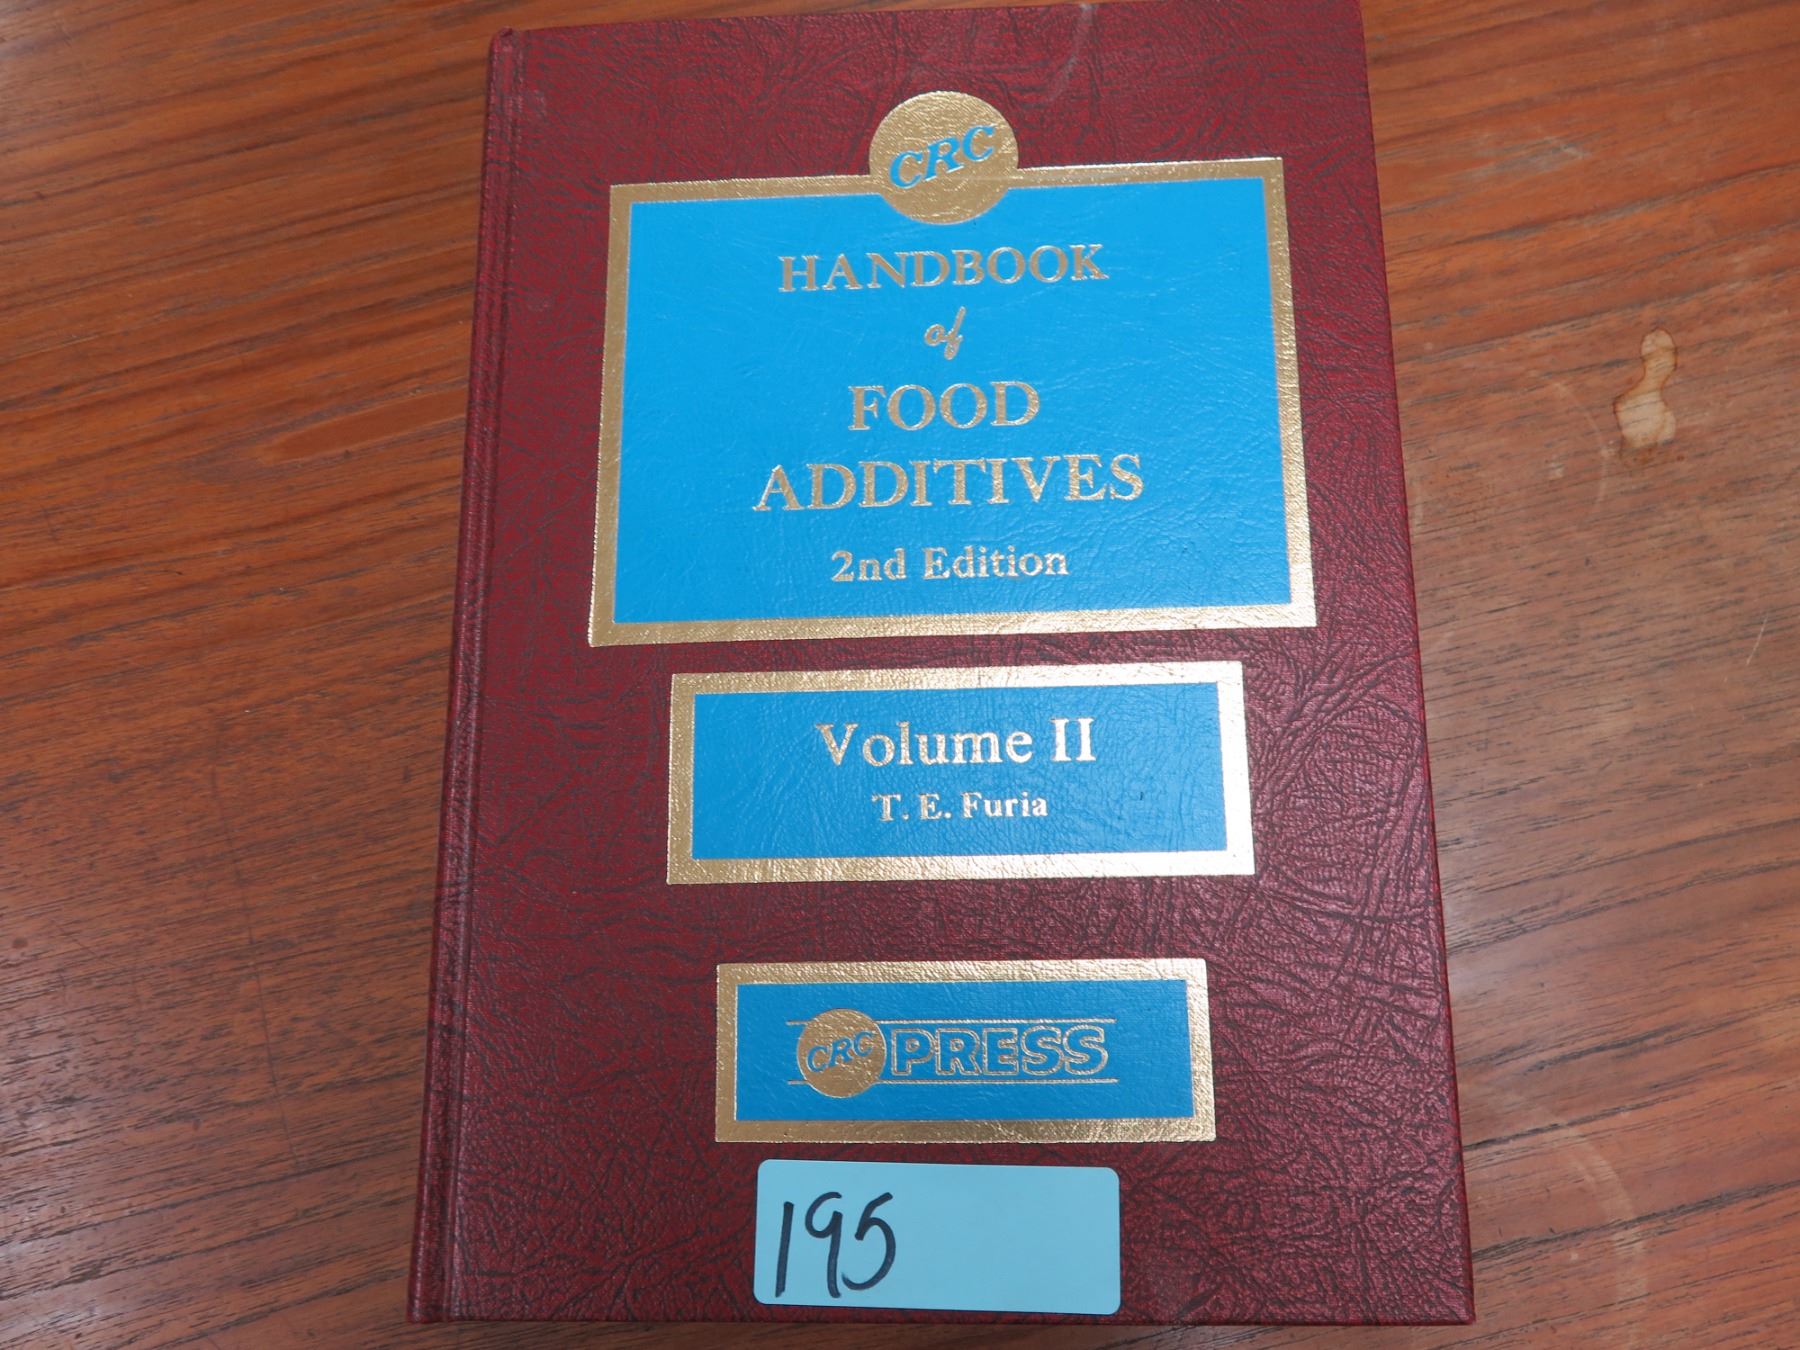 CRC
HANDBOOK
of
FOOD
ADDITIVES
2nd Edition
Volume II
T. E. Furia
CRC PRESS
195